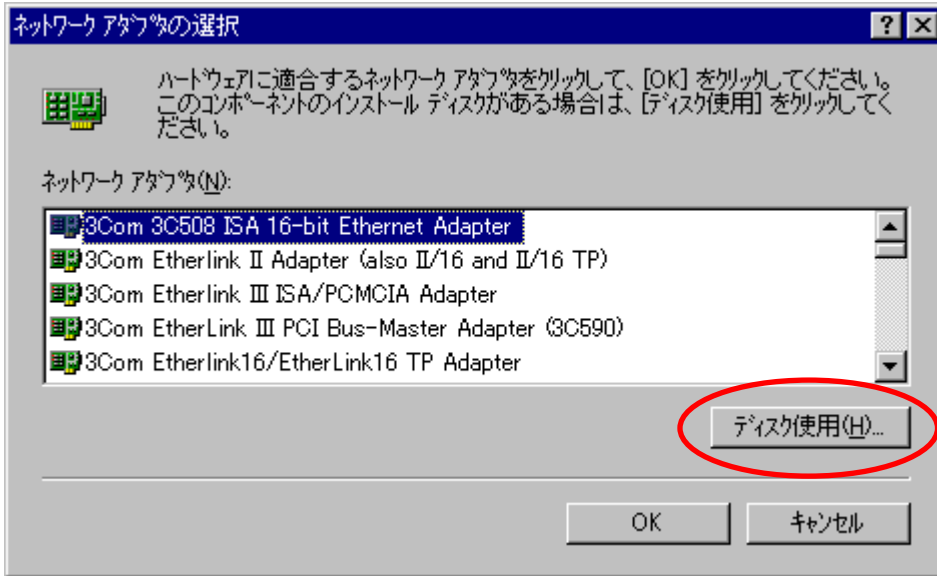 ネットワーク アダプタの選択
ハードウェアに適合するネットワーク アダプタをクリックして、[OK] をクリックしてください。
このコンポーネントのインストール ディスクがある場合は、[ディスク使用] をクリックしてく
ださい。
ネットワーク アダプタ(N):
3Com 3C508 ISA 16-bit Ethernet Adapter
3Com Etherlink II Adapter (also II/16 and II/16 TP)
3Com Etherlink III ISA/PCMCIA Adapter
3Com EtherLink III PCI Bus-Master Adapter (3C590)
3Com Etherlink16/EtherLink16 TP Adapter
ディスク使用(H)...
OK
キャンセル